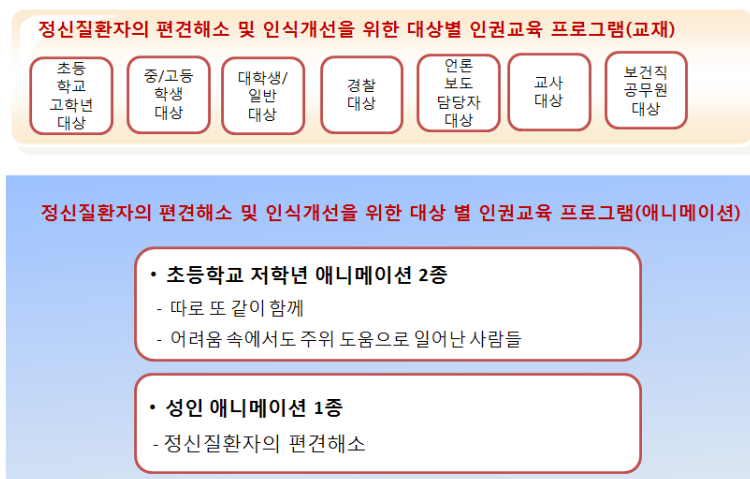 정신질환자의 편견해소 및 인식개선을 위한 대상별 인권교육 프로그램(교재)
초등
학교
고학년
대상
중/고등
학생
대상
대학생/
일반
대상
경찰
대상
언론
보도
담당자
대상
교사
대상
보건직
공무원
대상
정신질환자의 편견해소 및 인식개선을 위한 대상 별 인권교육 프로그램(애니메이션)
• 초등학교 저학년 애니메이션 2종
- 따로 또 같이 함께
- 어려움 속에서도 주위 도움으로 일어난 사람들
• 성인 애니메이션 1종
- 정신질환자의 편견해소